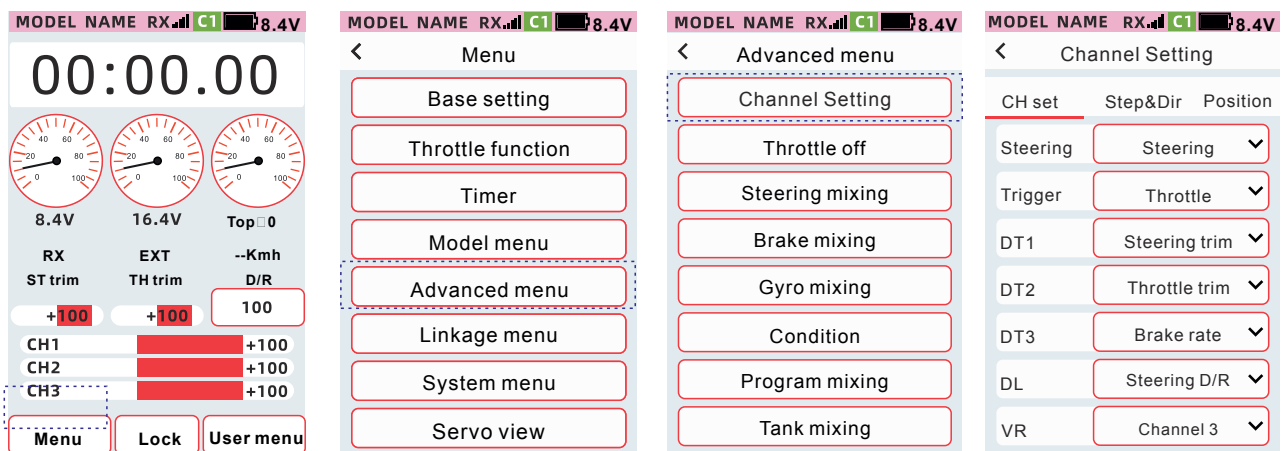 MODEL NAME RX C1 8.4V
00:00.00
0 20 40 60 80 100
0 20 40 60 80 100
0 20 40 60 80 100
8.4V 16.4V Top□0
RX EXT --Kmh
ST trim TH trim D/R
+100 +100 100
CH1 +100
CH2 +100
CH3 +100
Menu Lock User menu
MODEL NAME RX C1 8.4V
< Menu
Base setting
Throttle function
Timer
Model menu
Advanced menu
Linkage menu
System menu
Servo view
MODEL NAME RX C1 8.4V
< Advanced menu
Channel Setting
Throttle off
Steering mixing
Brake mixing
Gyro mixing
Condition
Program mixing
Tank mixing
MODEL NAME RX C1 8.4V
< Channel Setting
CH set Step&Dir Position
Steering Steering
Trigger Throttle
DT1 Steering trim
DT2 Throttle trim
DT3 Brake rate
DL Steering D/R
VR Channel 3